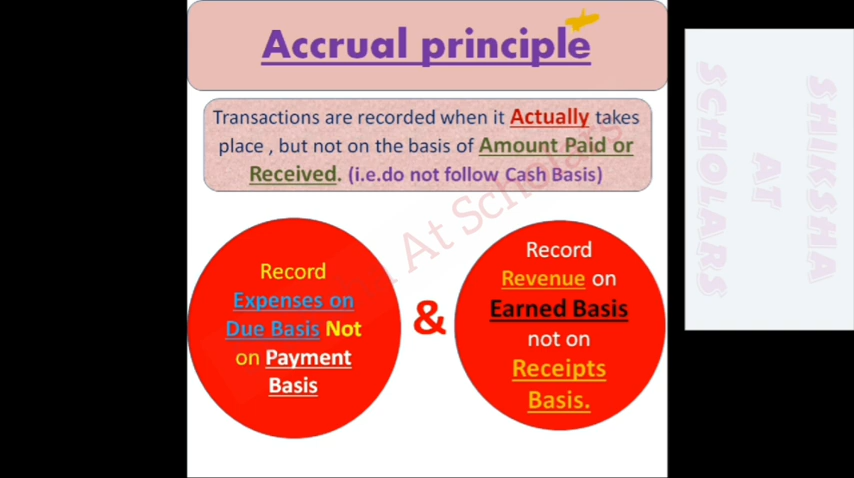 Accrual principle
Transactions are recorded when it Actually takes
place , but not on the basis of Amount Paid or
Received. (i.e.do not follow Cash Basis)
Record
Expenses on
Due Basis Not
on Payment
Basis
&
Record
Revenue on
Earned Basis
not on
Receipts
Basis.
At Scholars
SHIKSHA
AT
SCHOLARS